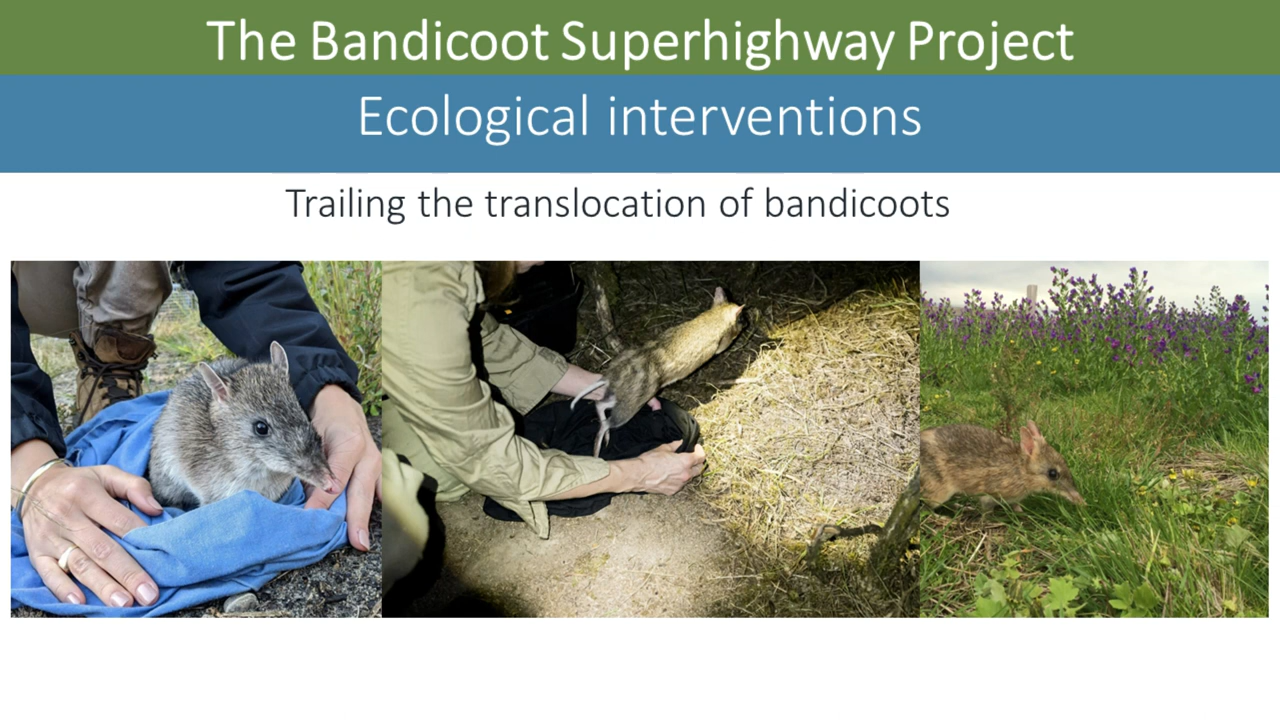 The Bandicoot Superhighway Project
Ecological interventions
Trailing the translocation of bandicoots